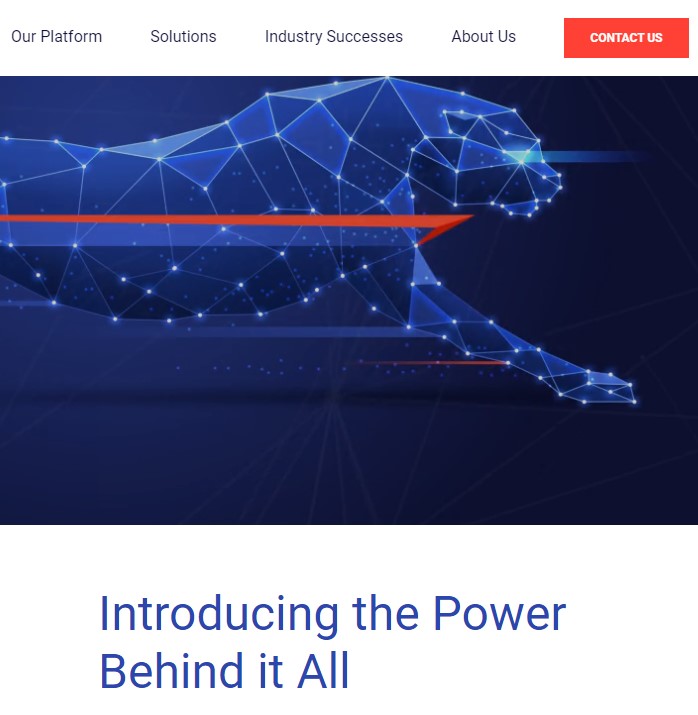 Our Platform Solutions Industry Successes About Us CONTACT US
Introducing the Power
Behind it All